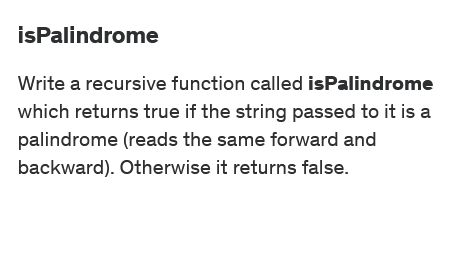 isPalindrome
Write a recursive function called isPalindrome
which returns true if the string passed to it is a
palindrome (reads the same forward and
backward). Otherwise it returns false.